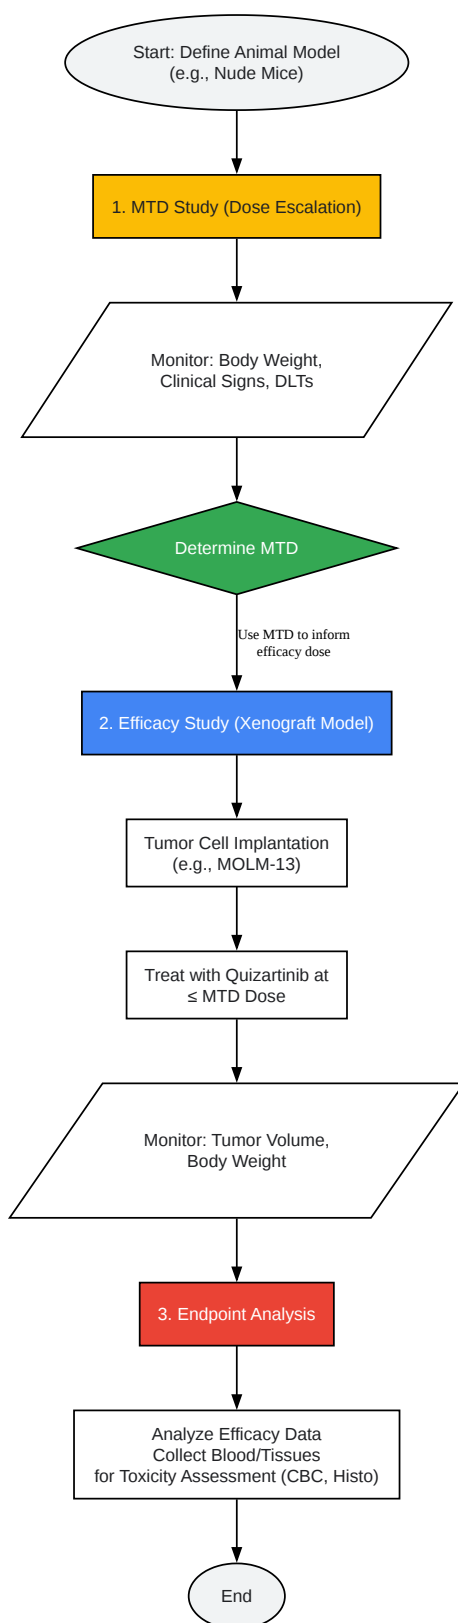 Start: Define Animal Model
(e.g., Nude Mice)
1. MTD Study (Dose Escalation)
Monitor: Body Weight,
Clinical Signs, DLTs
Determine MTD
Use MTD to inform
efficacy dose
2. Efficacy Study (Xenograft Model)
Tumor Cell Implantation
(e.g., MOLM-13)
Treat with Quizartinib at
≤ MTD Dose
Monitor: Tumor Volume,
Body Weight
3. Endpoint Analysis
Analyze Efficacy Data
Collect Blood/Tissues
for Toxicity Assessment (CBC, Histo)
End